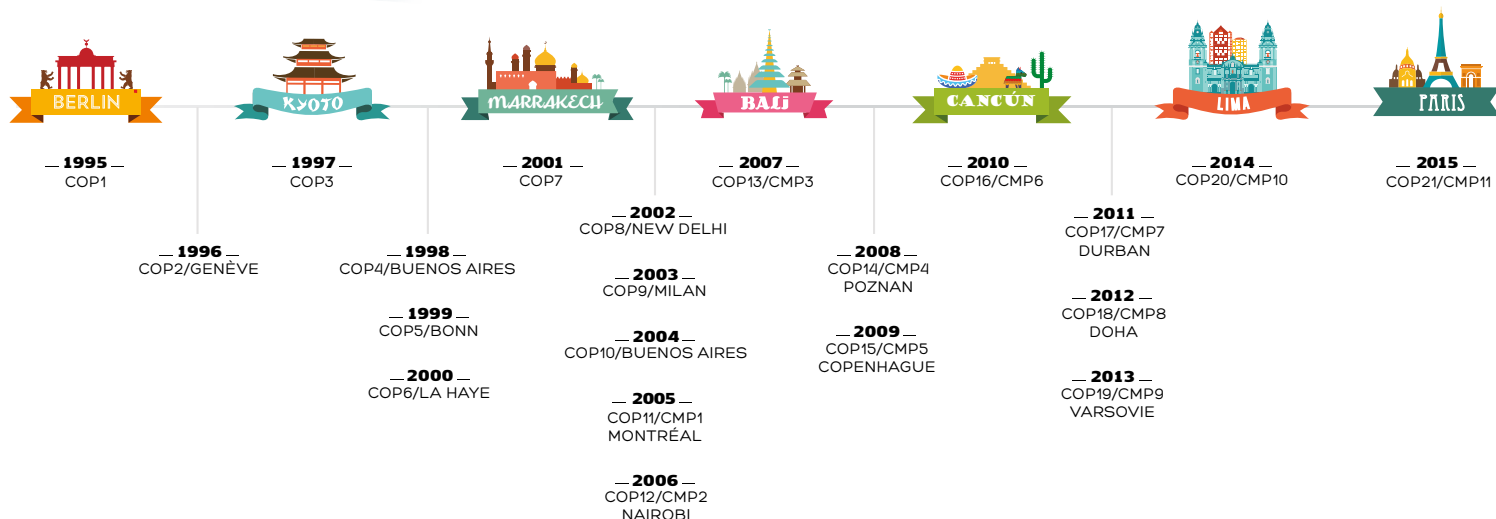 BERLIN
KYOTO
MARRAKECH
BALi
CANCÚN
LIMA
PARIS
— 1995 —
COP1
— 1997 —
COP3
— 2001 —
COP7
— 2007 —
COP13/CMP3
— 2010 —
COP16/CMP6
— 2014 —
COP20/CMP10
— 2015 —
COP21/CMP11
— 1996 —
COP2/GENÈVE
— 1998 —
COP4/BUENOS AIRES
— 1999 —
COP5/BONN
— 2000 —
COP6/LA HAYE
— 2002 —
COP8/NEW DELHI
— 2003 —
COP9/MILAN
— 2004 —
COP10/BUENOS AIRES
— 2005 —
COP11/CMP1
MONTRÉAL
— 2006 —
COP12/CMP2
NAIROBI
— 2008 —
COP14/CMP4
POZNAN
— 2009 —
COP15/CMP5
COPENHAGUE
— 2011 —
COP17/CMP7
DURBAN
— 2012 —
COP18/CMP8
DOHA
— 2013 —
COP19/CMP9
VARSOVIE